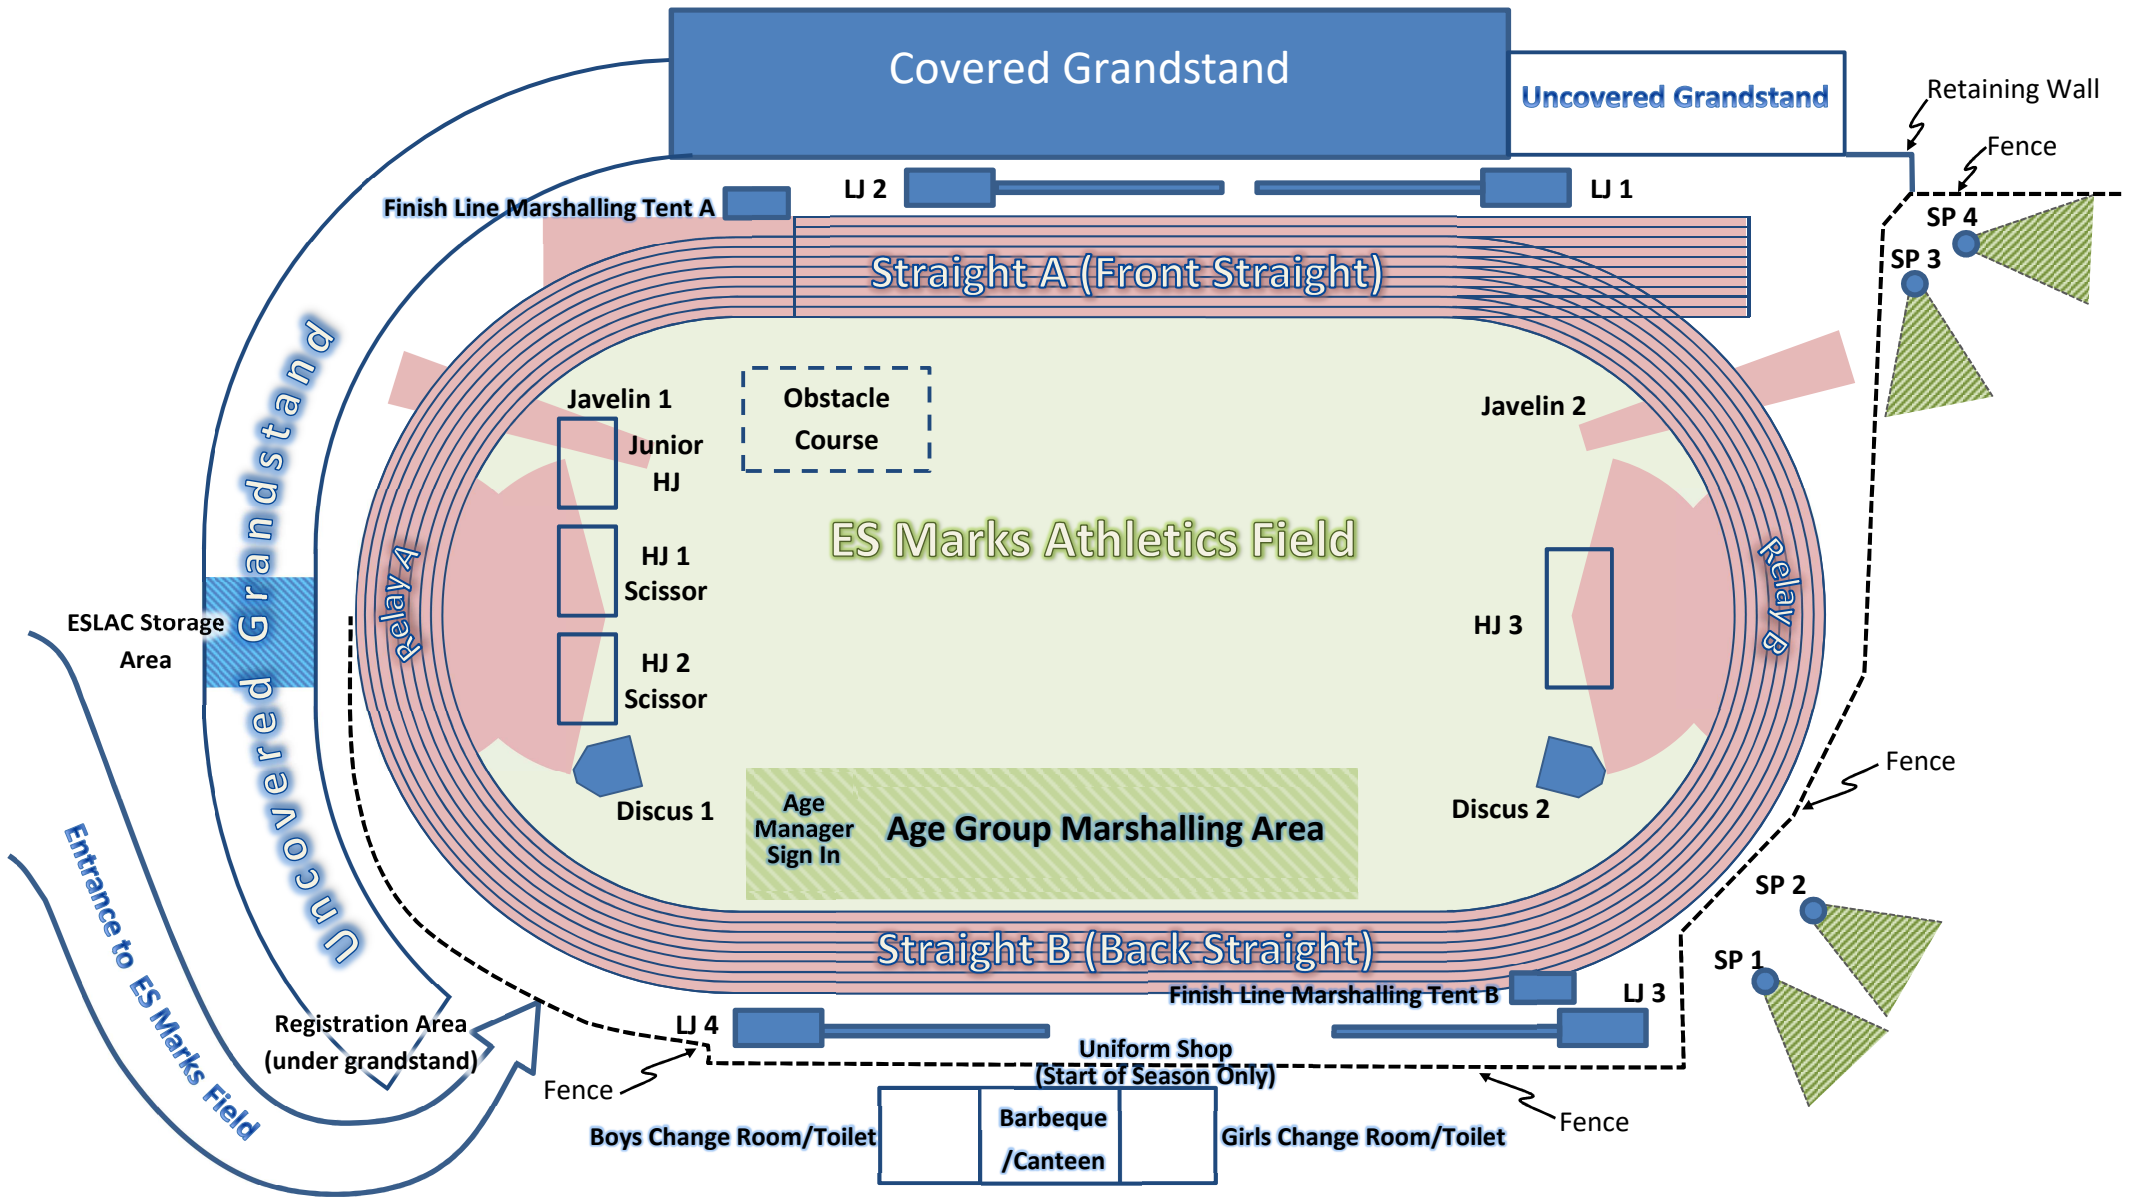 Covered Grandstand
Uncovered Grandstand
Retaining Wall
Fence
LJ 2
LJ 1
Finish Line Marshalling Tent A
SP 4
SP 3
Straight A (Front Straight)
Uncovered Grandstand
Javelin 1
Obstacle
Course
Javelin 2
Junior
HJ
ES Marks Athletics Field
HJ 1
Scissor
Relay A
Relay B
ESLAC Storage
Area
HJ 3
HJ 2
Scissor
Fence
Discus 1
Age
Manager
Sign In
Age Group Marshalling Area
Discus 2
SP 2
Entrance to ES Marks Field
Straight B (Back Straight)
SP 1
Finish Line Marshalling Tent B
LJ 3
Registration Area
(under grandstand)
LJ 4
Uniform Shop
(Start of Season Only)
Fence
Fence
Boys Change Room/Toilet
Barbeque
/Canteen
Girls Change Room/Toilet